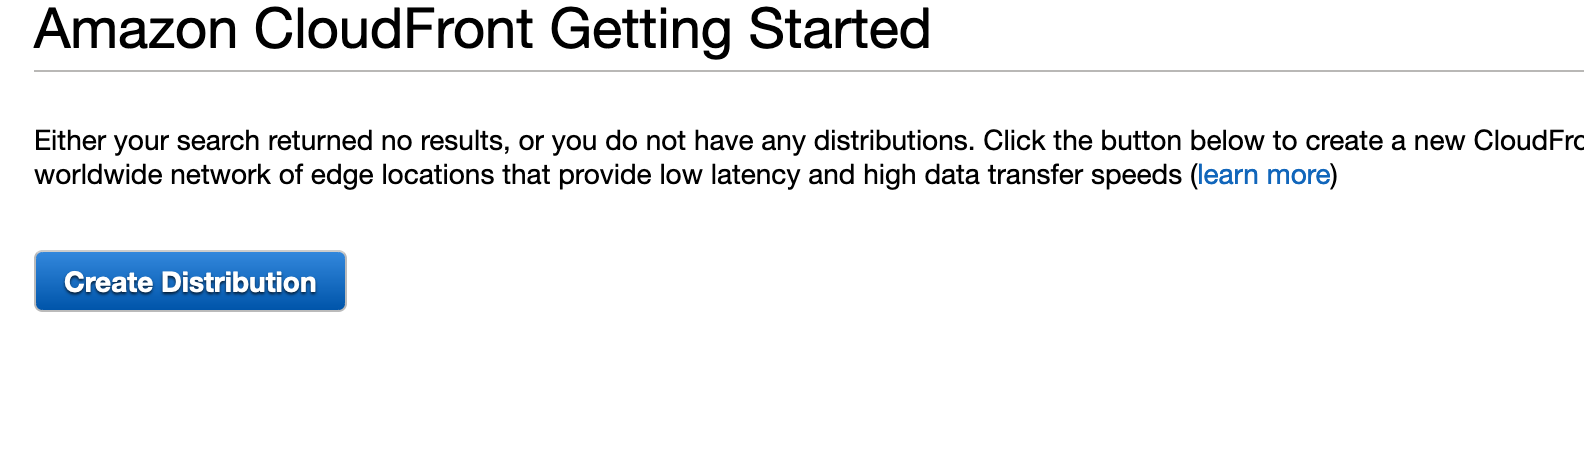 Amazon CloudFront Getting Started
Either your search returned no results, or you do not have any distributions. Click the button below to create a new CloudFro
worldwide network of edge locations that provide low latency and high data transfer speeds (learn more)
Create Distribution